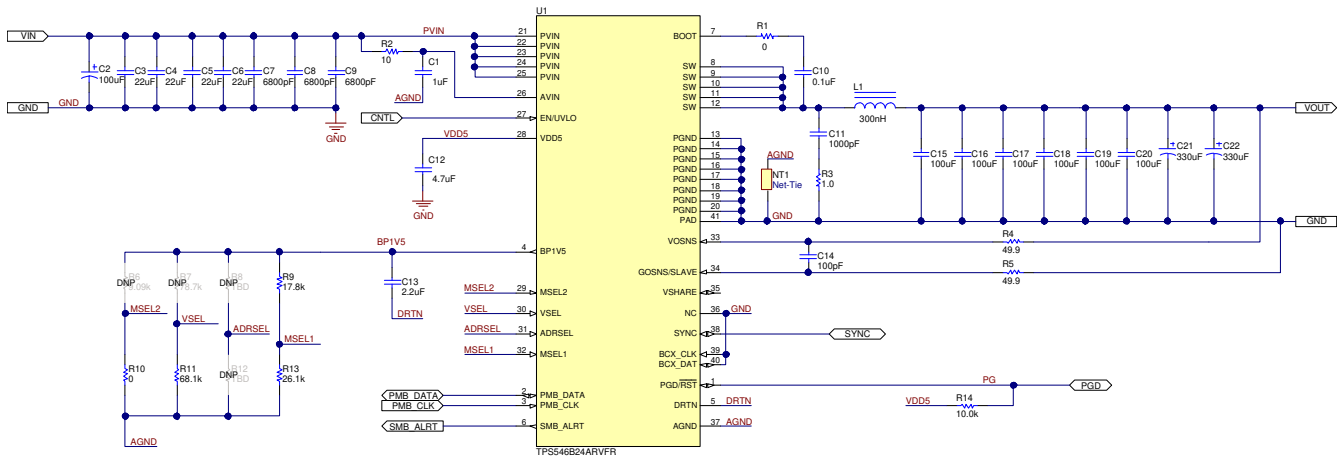 U1
VIN
PVIN
C2
100uF
C3
22uF
C4
22uF
C5
22uF
C6
22uF
C7
6800pF
C8
6800pF
C9
6800pF
R2
10
C1
1uF
AGND
GND
GND
GND
CNTL
VDD5
C12
4.7uF
GND
21 PVIN
22 PVIN
23 PVIN
24 PVIN
25 PVIN
26 AVIN
27 EN/UVLO
28 VDD5
4 BP1V5
29 MSEL2
30 VSEL
31 ADRSEL
32 MSEL1
2 PMB_DATA
3 PMB_CLK
6 SMB_ALRT
TPS546B24ARVFR
BOOT 7
SW 8
SW 9
SW 10
SW 11
SW 12
PGND 13
PGND 14
PGND 15
PGND 16
PGND 17
PGND 18
PGND 19
PGND 20
PAD 41
VOSNS 33
GOSNS/SLAVE 34
VSHARE 35
NC 36
SYNC 38
BCX_CLK 39
BCX_DAT 40
PGD/RST 1
DRTN 5
AGND 37
BP1V5
DNP
DNP
R7
DNP
R8
TBD
R9
17.8k
MSEL2
VSEL
ADRSEL
MSEL1
R10
0
R11
68.1k
DNP
R12
TBD
R13
26.1k
AGND
C13
2.2uF
DRTN
MSEL2
VSEL
ADRSEL
MSEL1
PMB_DATA
PMB_CLK
SMB_ALRT
R1
0
C10
0.1uF
L1
300nH
C11
1000pF
R3
1.0
AGND
NT1
Net-Tie
GND
C15
100uF
C16
100uF
C17
100uF
C18
100uF
C19
100uF
C20
100uF
C21
330uF
C22
330uF
VOUT
GND
R4
49.9
C14
100pF
R5
49.9
GND
SYNC
PG
PGD
VDD5
R14
10.0k
DRTN
AGND